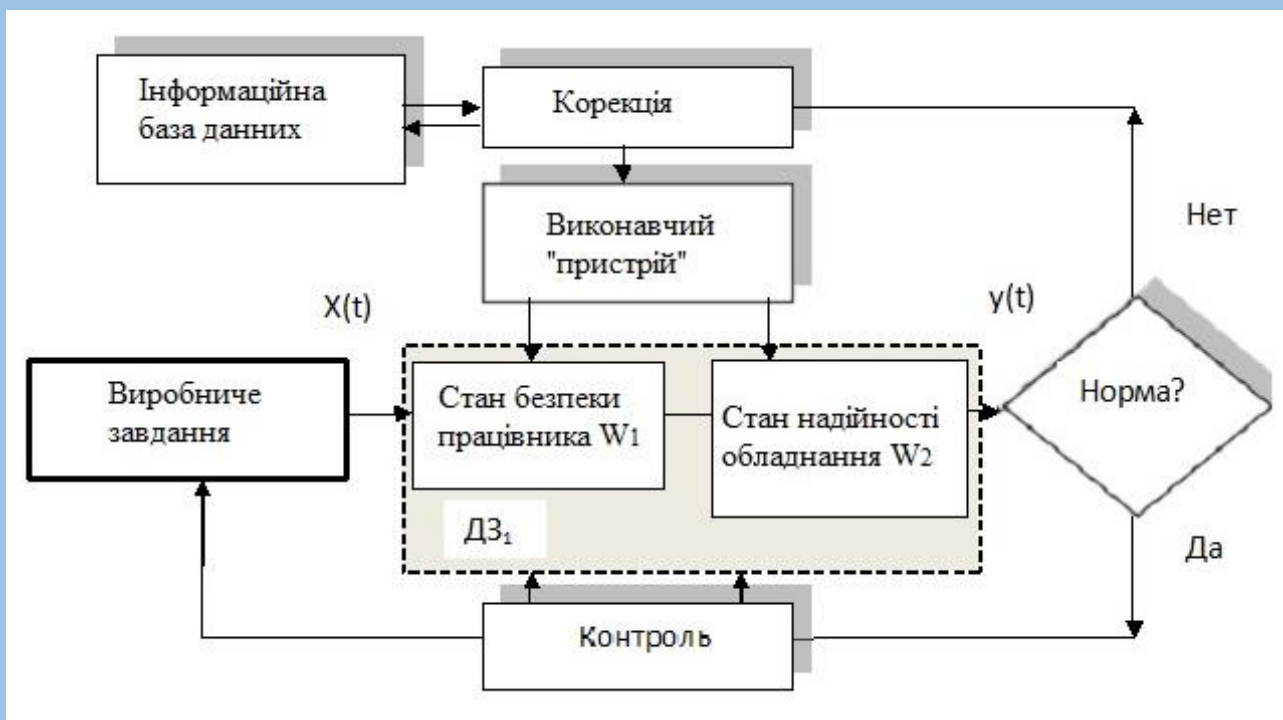 Інформаційна
база данних
Корекція
Виконавчий
"пристрій"
Нет
X(t)
y(t)
Виробниче
завдання
Стан безпеки
працівника W1
Стан надійності
обладнання W2
Норма?
ДЗ₁
Да
Контроль